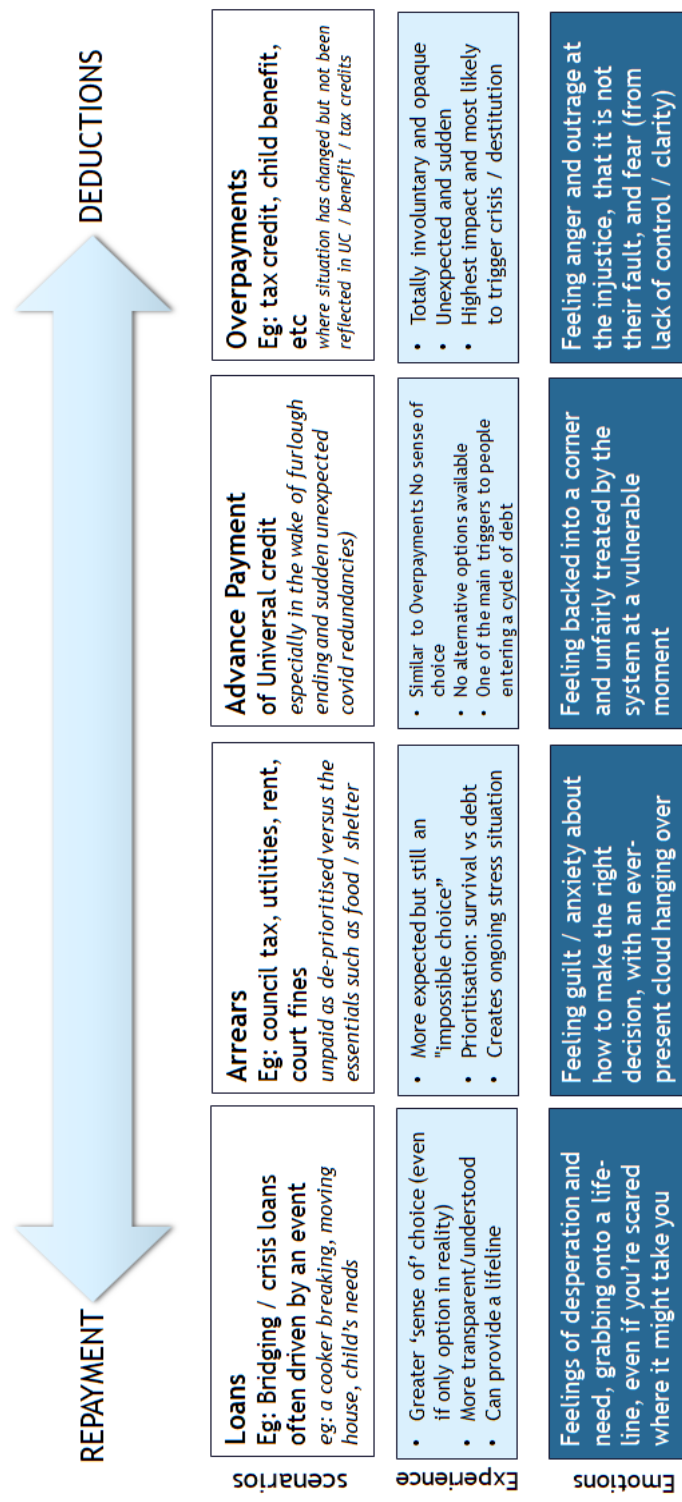 REPAYMENT
DEDUCTIONS
scenarios
Loans
Eg: Bridging / crisis loans
often driven by an event
eg: a cooker breaking, moving
house, child's needs
Arrears
Eg: council tax, utilities, rent,
court fines
unpaid as de-prioritised versus the
essentials such as food / shelter
Advance Payment
of Universal credit
especially in the wake of furlough
ending and sudden unexpected
covid redundancies)
Overpayments
Eg: tax credit, child benefit,
etc
where situation has changed but not been
reflected in UC / benefit / tax credits
Experience
• Greater ‘sense of’ choice (even
if only option in reality)
• More transparent/understood
• Can provide a lifeline
• More expected but still an
"impossible choice”
• Prioritisation: survival vs debt
• Creates ongoing stress situation
• Similar to Overpayments No sense of
choice
• No alternative options available
• One of the main triggers to people
entering a cycle of debt
• Totally involuntary and opaque
• Unexpected and sudden
• Highest impact and most likely
to trigger crisis / destitution
Emotions
Feelings of desperation and
need, grabbing onto a life-
line, even if you’re scared
where it might take you
Feeling guilt / anxiety about
how to make the right
decision, with an ever-
present cloud hanging over
Feeling backed into a corner
and unfairly treated by the
system at a vulnerable
moment
Feeling anger and outrage at
the injustice, that it is not
their fault, and fear (from
lack of control / clarity)